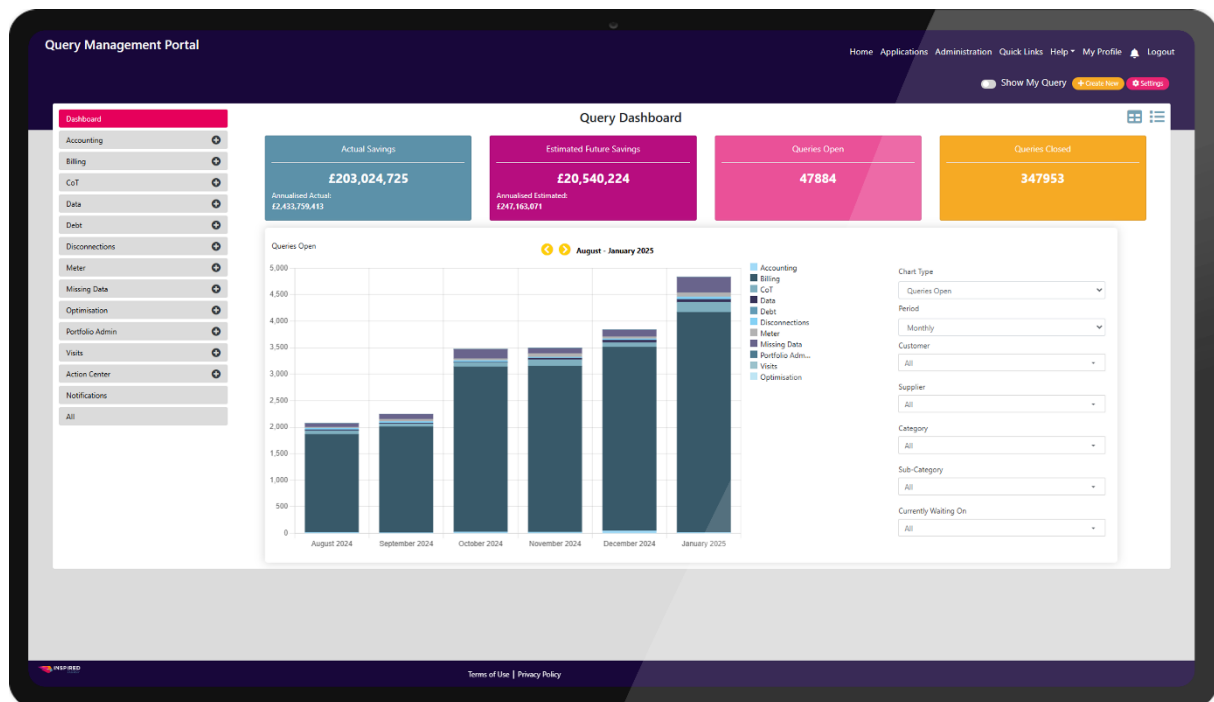 Query Management Portal
Home Applications Administration Quick Links Help My Profile Logout
Show My Query + Create New Settings
Dashboard
Accounting
Billing
CoT
Data
Debt
Disconnections
Meter
Missing Data
Optimisation
Portfolio Admin
Visits
Action Center
Notifications
All
Query Dashboard
Actual Savings
£203,024,725
Annualised Actual:
£2,433,759,413
Estimated Future Savings
£20,540,224
Annualised Estimated:
£247,163,071
Queries Open
47884
Queries Closed
347953
Queries Open
August - January 2025
5,000
4,500
4,000
3,500
3,000
2,500
2,000
1,500
1,000
500
0
August 2024
September 2024
October 2024
November 2024
December 2024
January 2025
Accounting
Billing
CoT
Data
Debt
Disconnections
Meter
Missing Data
Portfolio Adm...
Visits
Optimisation
Chart Type
Queries Open
Period
Monthly
Customer
All
Supplier
All
Category
All
Sub-Category
All
Currently Waiting On
All
INSPIRED
Terms of Use | Privacy Policy